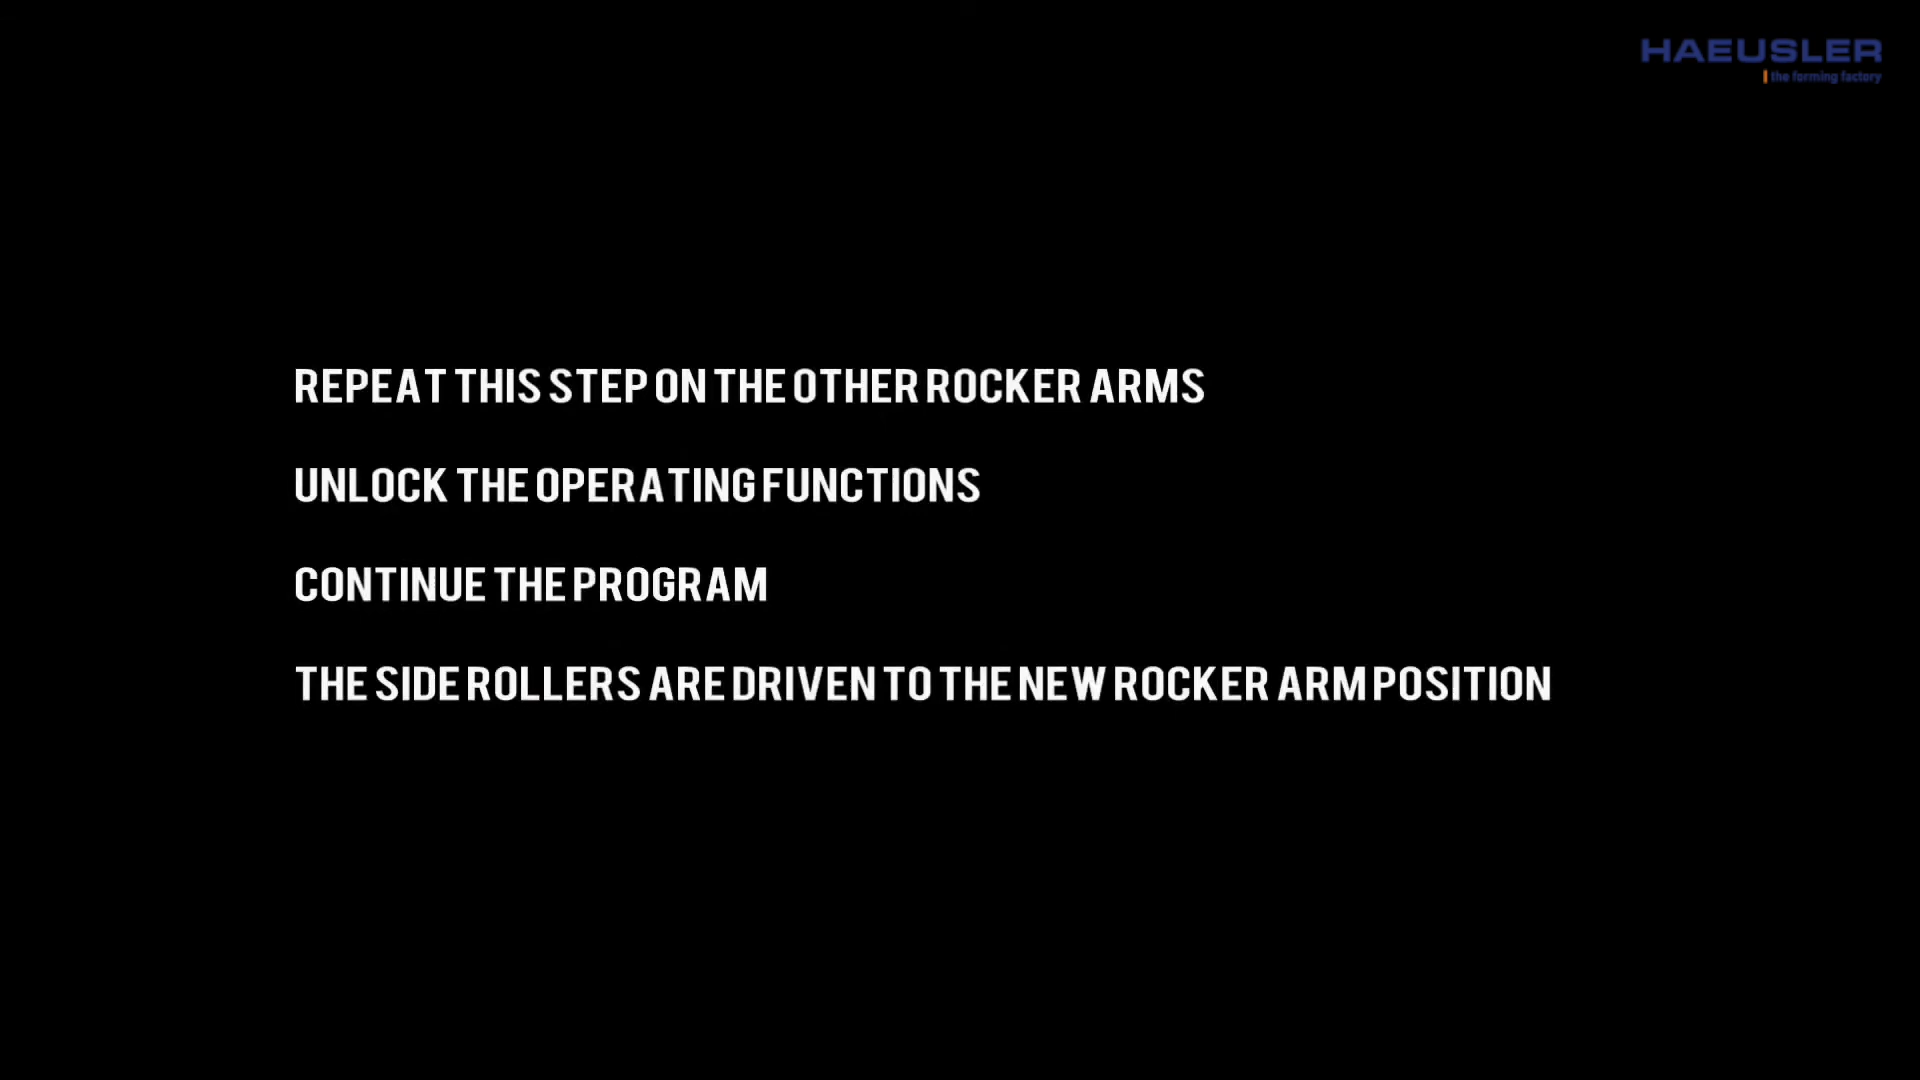 HAEUSLER
the forming factory
REPEAT THIS STEP ON THE OTHER ROCKER ARMS
UNLOCK THE OPERATING FUNCTIONS
CONTINUE THE PROGRAM
THE SIDE ROLLERS ARE DRIVEN TO THE NEW ROCKER ARM POSITION